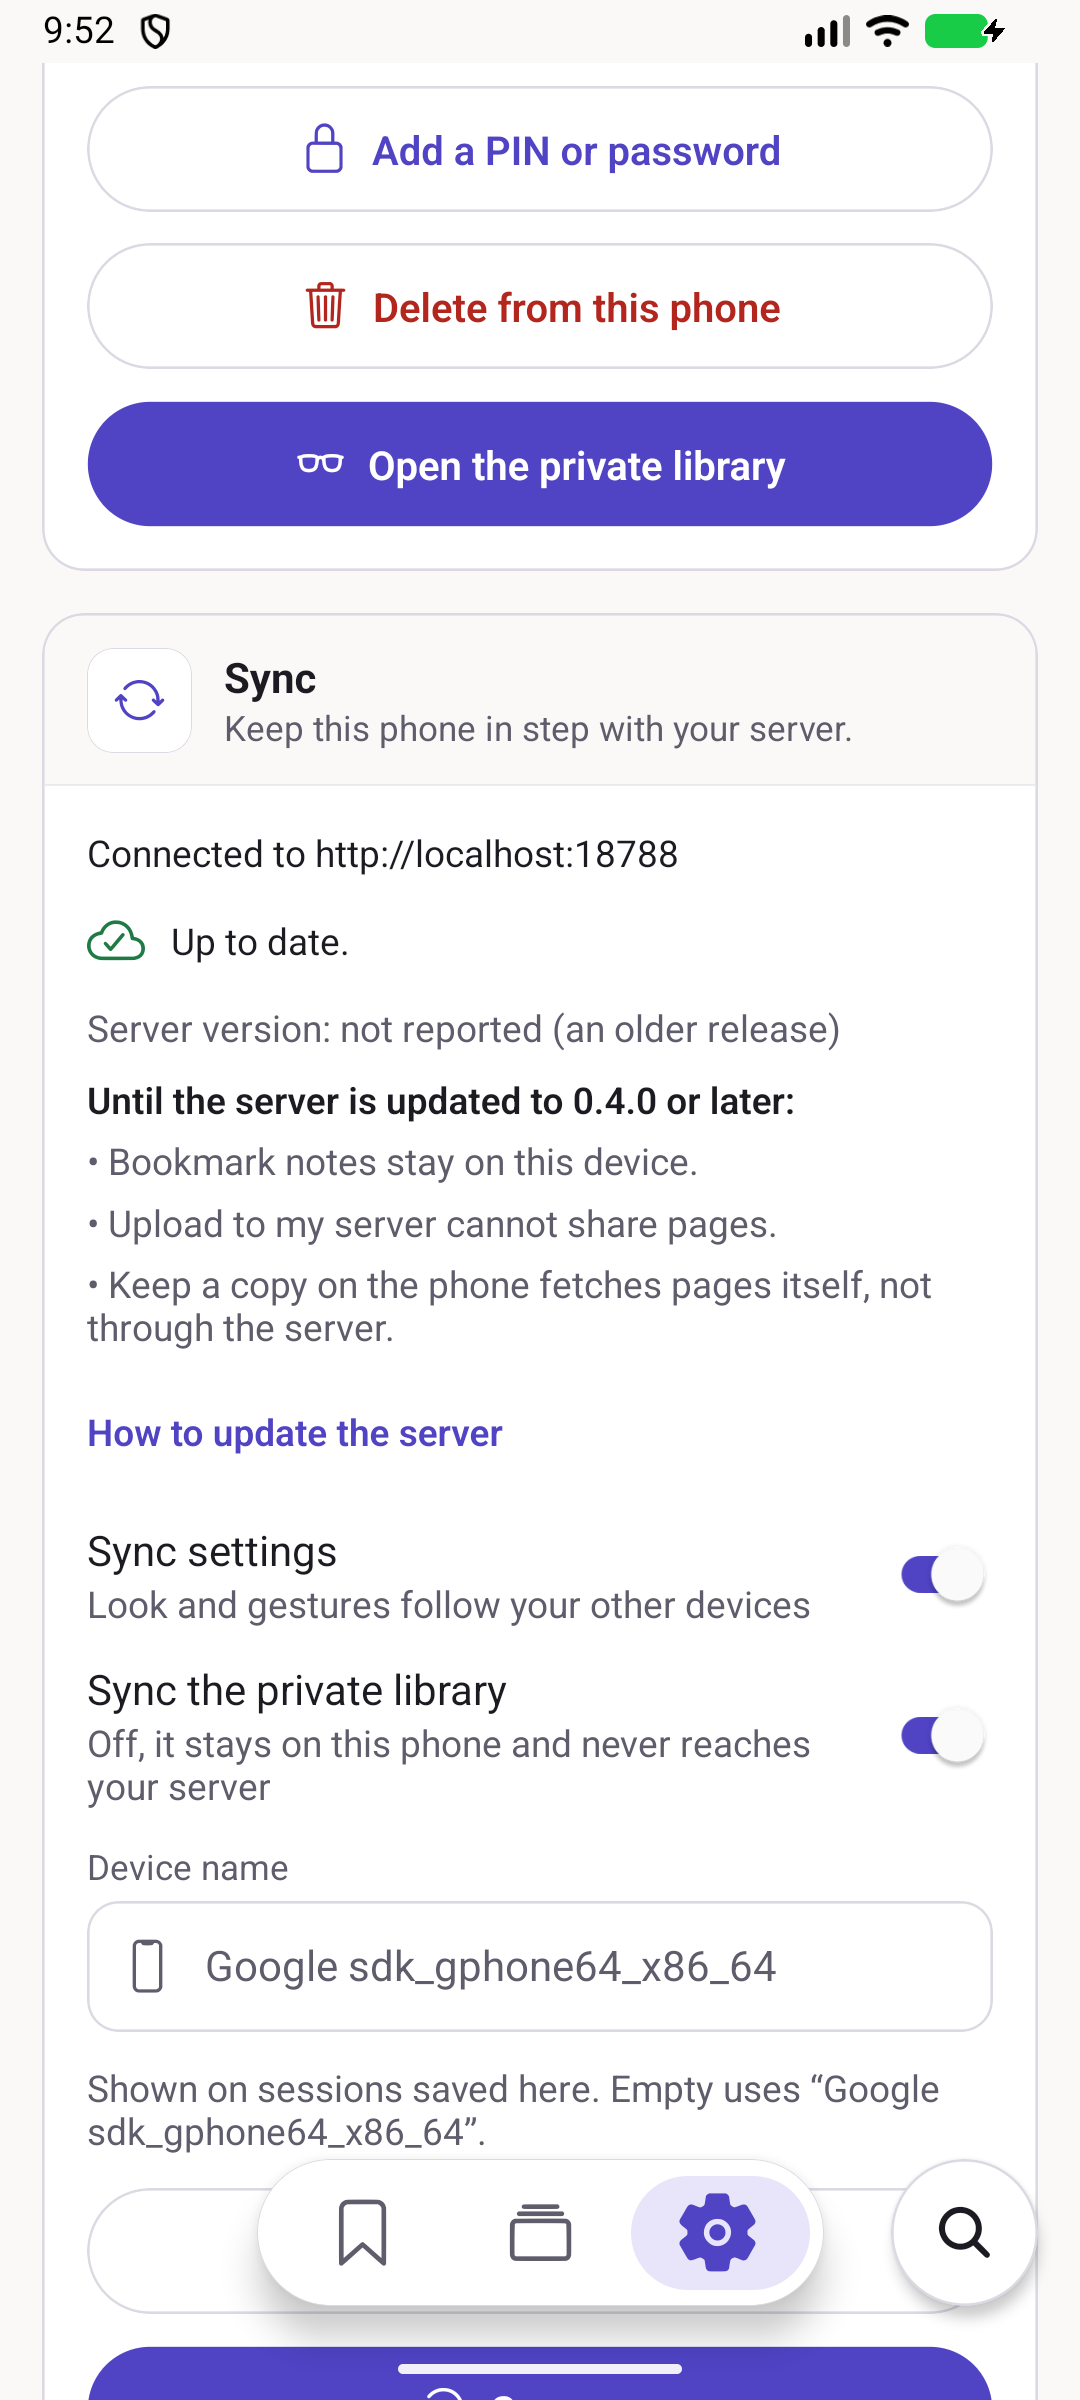 9:52
Add a PIN or password
Delete from this phone
Open the private library
Sync
Keep this phone in step with your server.
Connected to http://localhost:18788
Up to date.
Server version: not reported (an older release)
Until the server is updated to 0.4.0 or later:
• Bookmark notes stay on this device.
• Upload to my server cannot share pages.
• Keep a copy on the phone fetches pages itself, not
through the server.
How to update the server
Sync settings
Look and gestures follow your other devices
Sync the private library
Off, it stays on this phone and never reaches
your server
Device name
Google sdk_gphone64_x86_64
Shown on sessions saved here. Empty uses “Google
sdk_gphone64_x86_64”.